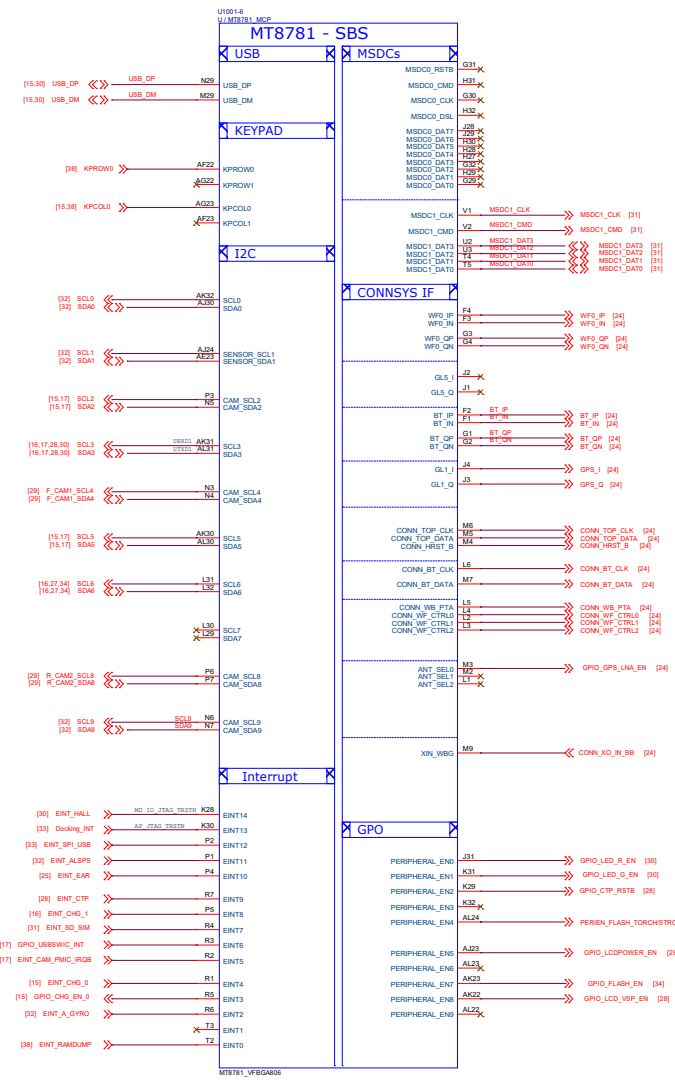 U1001-6
U / MT8781_MCP
MT8781 - SBS
USB
[15,30] USB_DP USB_DP N29 USB_DP
[15,30] USB_DM USB_DM M29 USB_DM
KEYPAD
[38] KPROW0 AF22 KPROW0
AG22 KPROW1
[15,38] KPCOL0 AG23 KPCOL0
AF23 KPCOL1
I2C
[32] SCL0 AK32 SCL0
[32] SDA0 AJ30 SDA0
[32] SCL1 AJ24 SENSOR_SCL1
[32] SDA1 AE23 SENSOR_SDA1
[15,17] SCL2 P3 CAM_SCL2
[15,17] SDA2 N5 CAM_SDA2
[16,17,28,30] SCL3 URXD1 AK31 SCL3
[16,17,28,30] SDA3 UTXD1 AL31 SDA3
[29] F_CAM1_SCL4 N3 CAM_SCL4
[29] F_CAM1_SDA4 N4 CAM_SDA4
[15,17] SCL5 AK30 SCL5
[15,17] SDA5 AL30 SDA5
[16,27,34] SCL6 L31 SCL6
[16,27,34] SDA6 L32 SDA6
L30 SCL7
L29 SDA7
[29] R_CAM2_SCL8 P6 CAM_SCL8
[29] R_CAM2_SDA8 P7 CAM_SDA8
[32] SCL9 SCL9 N6 CAM_SCL9
[32] SDA9 SDA9 N7 CAM_SDA9
Interrupt
[30] EINT_HALL MD_IO_JTAG_TRSTN K28 EINT14
[33] Docking_INT AP_JTAG_TRSTN K30 EINT13
[33] EINT_SPI_USB P2 EINT12
[32] EINT_ALSPS P1 EINT11
[25] EINT_EAR P4 EINT10
[28] EINT_CTP R7 EINT9
[16] EINT_CHG_1 P5 EINT8
[31] EINT_SD_SIM R4 EINT7
[17] GPIO_USBSWIC_INT R3 EINT6
[17] EINT_CAM_PMIC_IRQB R2 EINT5
[15] EINT_CHG_0 R1 EINT4
[15] GPIO_CHG_EN_0 R5 EINT3
[32] EINT_A_GYRO R6 EINT2
T3 EINT1
[38] EINT_RAMDUMP T2 EINT0
MT8781_VFBGA806
MSDCs
MSDC0_RSTB G31
MSDC0_CMD H31
MSDC0_CLK G30
MSDC0_DSL H32
MSDC0_DAT7 J28
MSDC0_DAT6 J29
MSDC0_DAT5 H30
MSDC0_DAT4 H28
MSDC0_DAT3 H27
MSDC0_DAT2 G32
MSDC0_DAT1 H29
MSDC0_DAT0 G29
MSDC1_CLK V1 MSDC1_CLK MSDC1_CLK [31]
MSDC1_CMD V2 MSDC1_CMD MSDC1_CMD [31]
MSDC1_DAT3 U2 MSDC1_DAT3 MSDC1_DAT3 [31]
MSDC1_DAT2 U3 MSDC1_DAT2 MSDC1_DAT2 [31]
MSDC1_DAT1 T4 MSDC1_DAT1 MSDC1_DAT1 [31]
MSDC1_DAT0 T5 MSDC1_DAT0 MSDC1_DAT0 [31]
CONNSYS IF
WF0_IP F4 WF0_IP [24]
WF0_IN F3 WF0_IN [24]
WF0_QP G3 WF0_QP [24]
WF0_QN G4 WF0_QN [24]
GL5_I J2
GL5_Q J1
BT_IP F2 BT_IP BT_IP [24]
BT_IN F1 BT_IN BT_IN [24]
BT_QP G1 BT_QP BT_QP [24]
BT_QN G2 BT_QN BT_QN [24]
GL1_I J4 GPS_I [24]
GL1_Q J3 GPS_Q [24]
CONN_TOP_CLK M6 CONN_TOP_CLK [24]
CONN_TOP_DATA M5 CONN_TOP_DATA [24]
CONN_HRST_B M4 CONN_HRST_B [24]
CONN_BT_CLK L6 CONN_BT_CLK [24]
CONN_BT_DATA M7 CONN_BT_DATA [24]
CONN_WB_PTA L5 CONN_WB_PTA [24]
CONN_WF_CTRL0 L4 CONN_WF_CTRL0 [24]
CONN_WF_CTRL1 L2 CONN_WF_CTRL1 [24]
CONN_WF_CTRL2 L3 CONN_WF_CTRL2 [24]
ANT_SEL0 M3 GPIO_GPS_LNA_EN [24]
ANT_SEL1 M2
ANT_SEL2 L1
XIN_WBG M9 CONN_XO_IN_BB [24]
GPO
PERIPHERAL_EN0 J31 GPIO_LED_R_EN [30]
PERIPHERAL_EN1 K31 GPIO_LED_G_EN [30]
PERIPHERAL_EN2 K29 GPIO_CTP_RSTB [28]
PERIPHERAL_EN3 K32
PERIPHERAL_EN4 AL24 PERIEN_FLASH_TORCH/STRO
PERIPHERAL_EN5 AJ23 GPIO_LCDPOWER_EN [28
PERIPHERAL_EN6 AL23
PERIPHERAL_EN7 AK23 GPIO_FLASH_EN [34]
PERIPHERAL_EN8 AK22 GPIO_LCD_VSP_EN [28]
PERIPHERAL_EN9 AL22